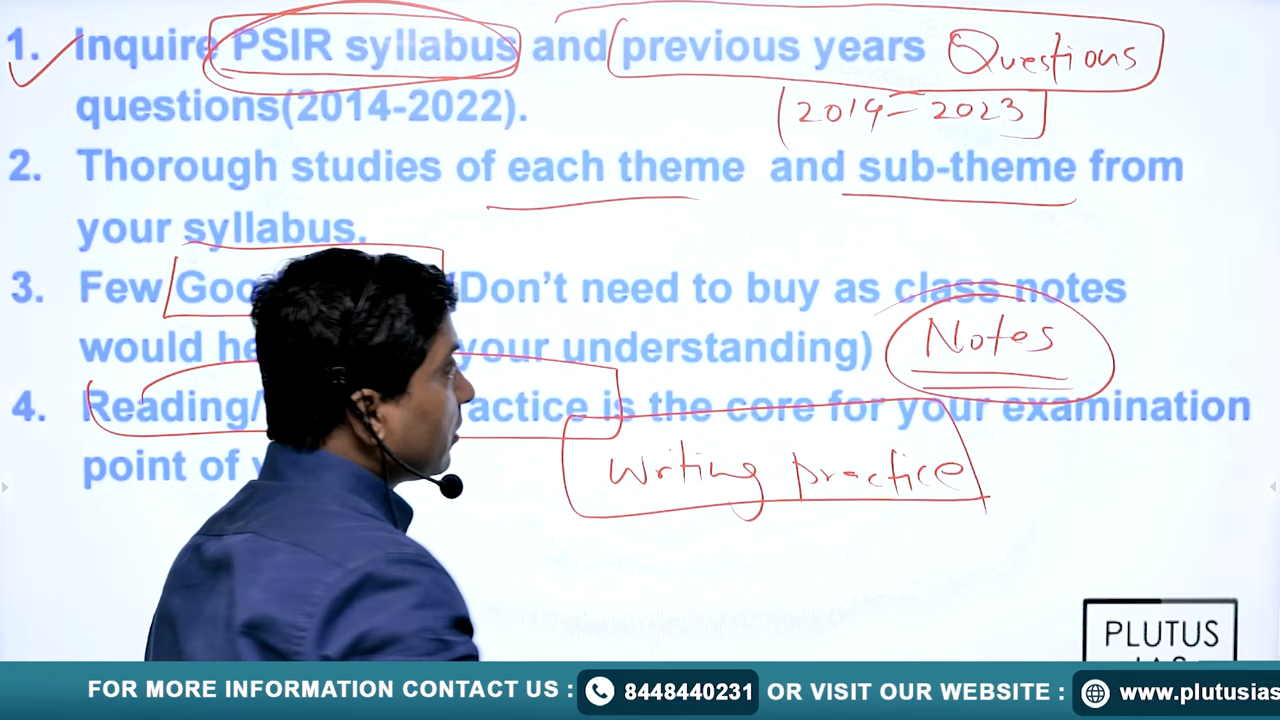 1. Inquire PSIR syllabus and previous years Questions
questions(2014-2022).
(2014-2023)
2. Thorough studies of each theme and sub-theme from
your syllabus.
3. Few (Don't need to buy as class notes
would your understanding) Notes
4. Reading/ is the core for your examination
point of
Writing practice
PLUTUS
IAS
FOR MORE INFORMATION CONTACT US : 8448440231 OR VISIT OUR WEBSITE : www.plutusias